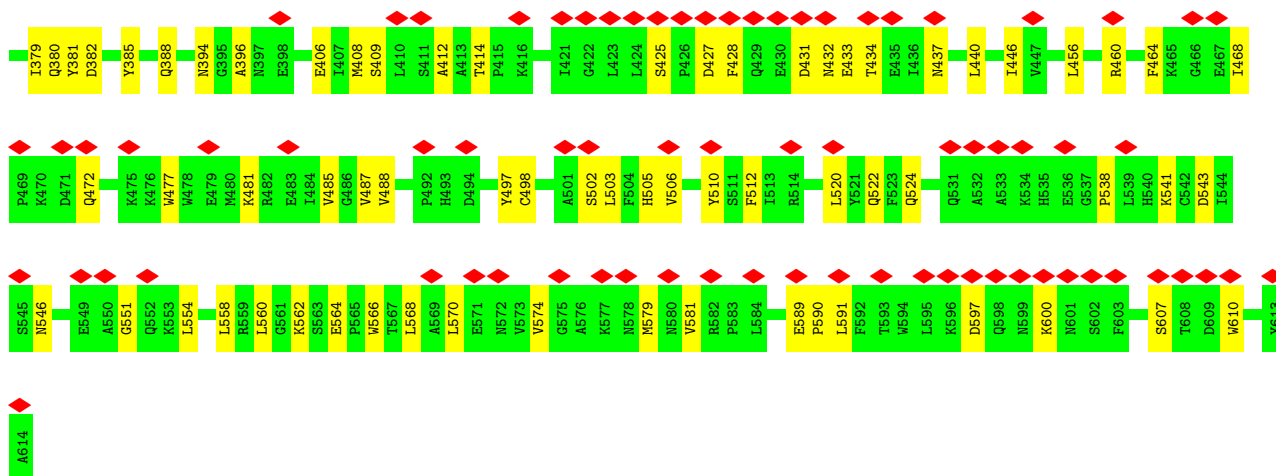 I379 Q380 Y381 D382 Y385 Q388 N394 G395 A396 N397 E398 E406 I407 M408 S409 L410 S411 A412 A413 T414 P415 K416 I421 G422 L423 L424 S425 P426 D427 F428 Q429 E430 D431 N432 E433 T434 E435 I436 N437 L440 I446 V447 L456 R460 F464 K465 G466 E467 I468
P469 K470 D471 Q472 K475 K476 W477 W478 E479 M480 K481 R482 E483 I484 V485 G486 V487 V488 P492 H493 D494 Y497 C498 A501 S502 L503 F504 H505 V506 Y510 S511 F512 I513 R514 L520 Y521 Q522 F523 Q524 Q531 A532 A533 K534 H535 E536 G537 P538 L539 H540 K541 C542 D543 I544
S545 N546 E549 A550 G551 Q552 K553 L554 L558 R559 L560 G561 K562 S563 E564 P565 W566 T567 L568 A569 L570 E571 N572 V573 V574 G575 A576 K577 N578 M579 N580 V581 R582 P583 L584 E589 P590 L591 F592 T593 W594 L595 K596 D597 Q598 N599 K600 N601 S602 F603 S607 T608 D609 W610 Y613
A614